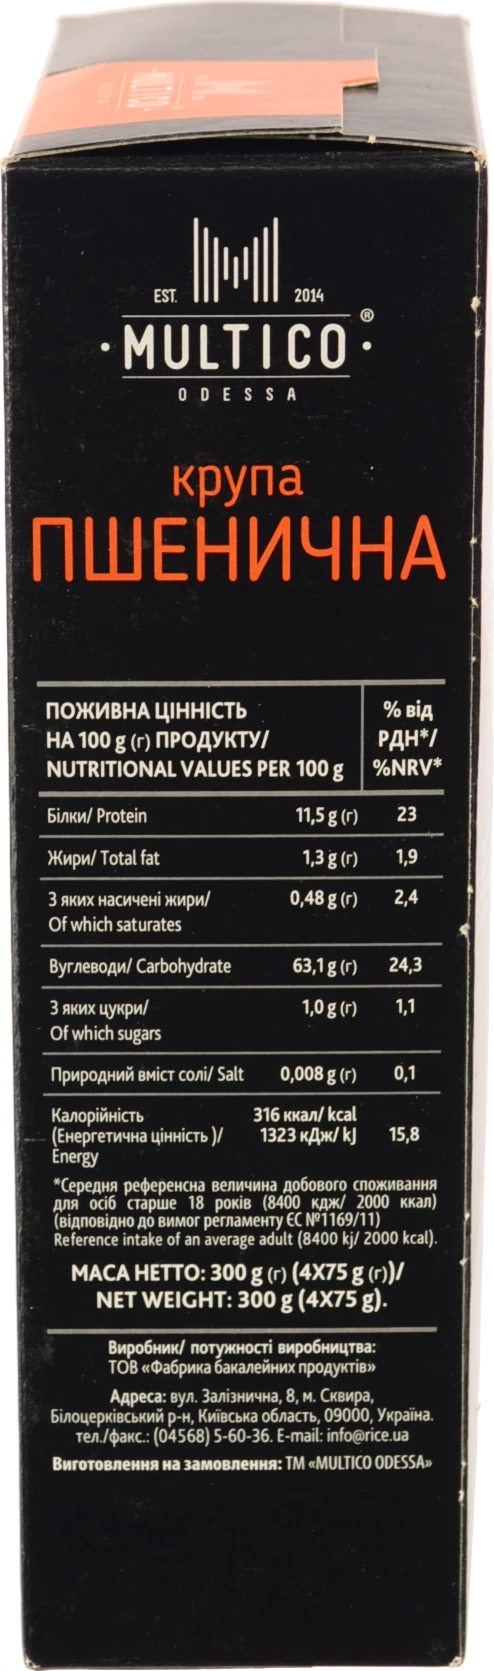 EST. 2014
MULTICO®
ODESSA
крупа
ПШЕНИЧНА
ПОЖИВНА ЦІННІСТЬ
НА 100 g (г) ПРОДУКТУ/
NUTRITIONAL VALUES PER 100 g
% від
РДН*/
%NRV*
Білки/ Protein 11,5 g (г) 23
Жири/ Total fat 1,3 g (г) 1,9
З яких насичені жири/ 0,48 g (г) 2,4
Of which saturates
Вуглеводи/ Carbohydrate 63,1 g (г) 24,3
З яких цукри/ 1,0 g (г) 1,1
Of which sugars
Природний вміст солі/ Salt 0,008 g (г) 0,1
Калорійність 316 ккал/ kcal
(Енергетична цінність )/ 1323 кДж/ kJ 15,8
Energy
*Середня референсна величина добового споживання
для осіб старше 18 років (8400 кдж/ 2000 ккал)
(відповідно до вимог регламенту ЄС №1169/11)
Reference intake of an average adult (8400 kj/ 2000 kcal).
МАСА НЕТТО: 300 g (г) (4X75 g (г))/
NET WEIGHT: 300 g (4X75 g).
Виробник/ потужності виробництва:
ТОВ «Фабрика бакалейних продуктів»
Адреса: вул. Залізнична, 8, м. Сквира,
Білоцерківський р-н, Київська область, 09000, Україна.
тел./факс.: (04568) 5-60-36. E-mail: info@rice.ua
Виготовлення на замовлення: ТМ «MULTICO ODESSA»